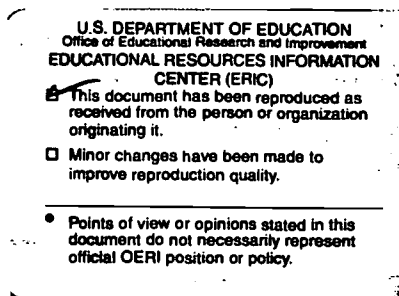 U.S. DEPARTMENT OF EDUCATION
Office of Educational Research and Improvement
EDUCATIONAL RESOURCES INFORMATION
CENTER (ERIC)
This document has been reproduced as
received from the person or organization
originating it.
□ Minor changes have been made to
improve reproduction quality.
● Points of view or opinions stated in this
document do not necessarily represent
official OERI position or policy.